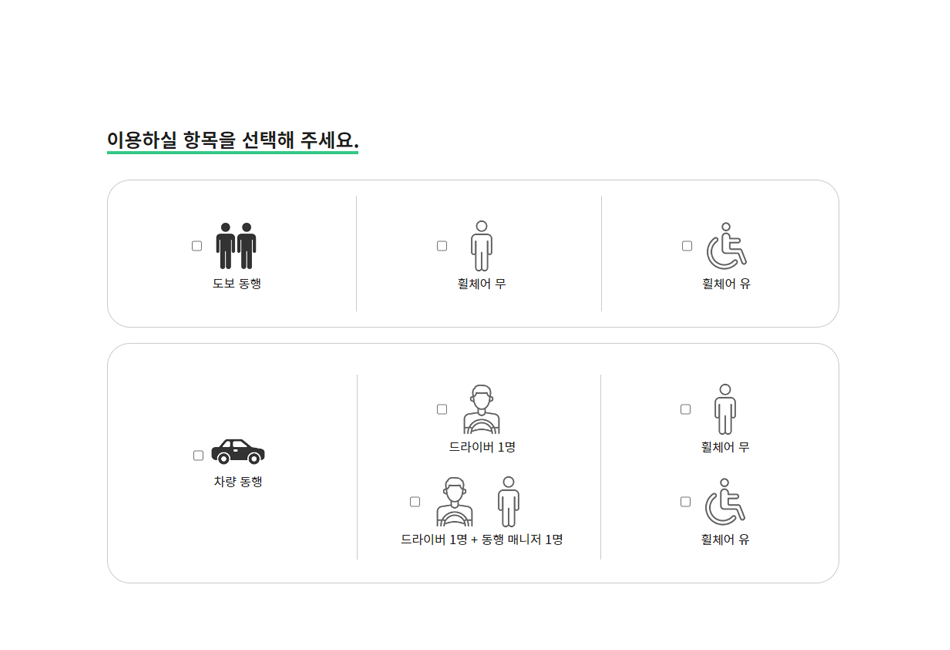 이용하실 항목을 선택해 주세요.
도보 동행
휠체어 무
휠체어 유
차량 동행
드라이버 1명
드라이버 1명 + 동행 매니저 1명
휠체어 무
휠체어 유